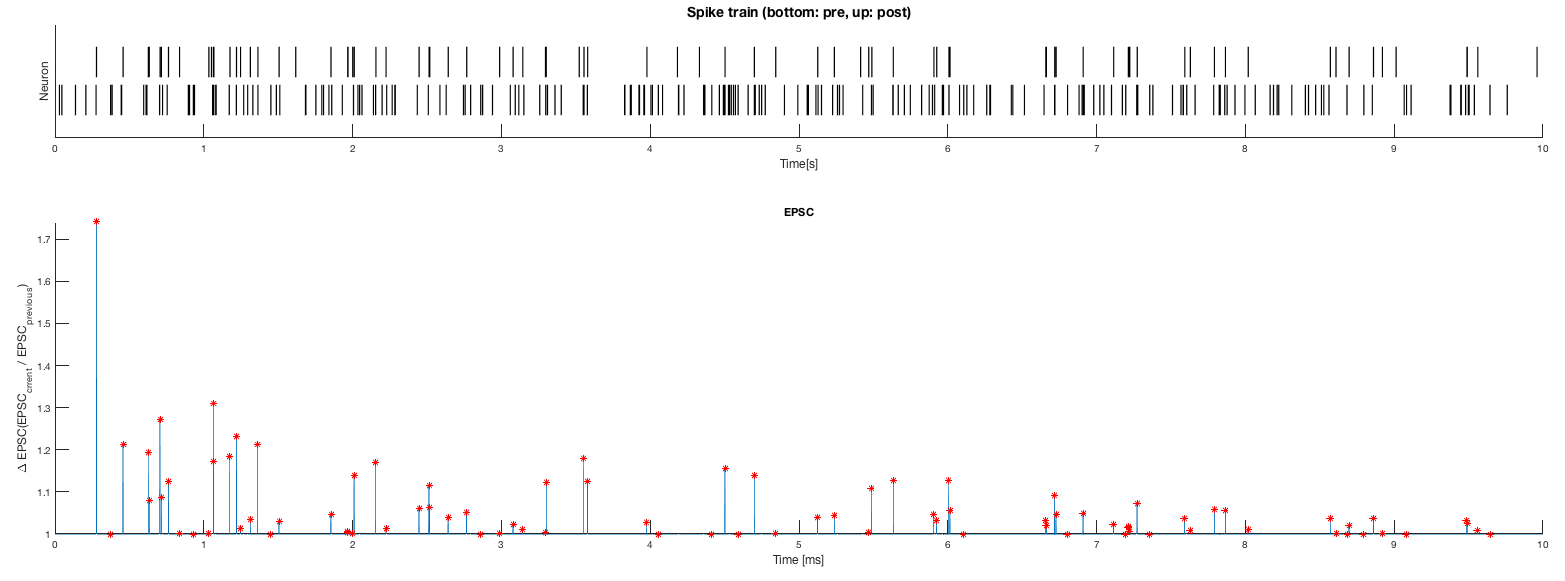 Spike train (bottom: pre, up: post)
Neuron
0 1 2 3 4 5 6 7 8 9 10
Time[s]
EPSC
Δ EPSC(EPSC_crrent / EPSC_previous)
1.7
1.6
1.5
1.4
1.3
1.2
1.1
1
0 1 2 3 4 5 6 7 8 9 10
Time [ms]